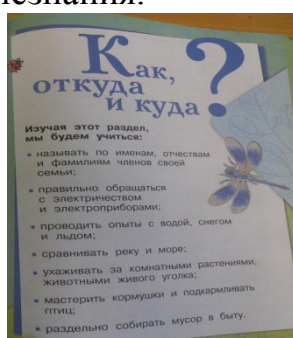 Как,
откуда
и куда?
Изучая этот раздел,
мы будем учиться:
• называть по именам, отчествам
и фамилиям членов своей
семьи;
• правильно обращаться
с электричеством
и электроприборами;
• проводить опыты с водой, снегом
и льдом;
• сравнивать реку и море;
• ухаживать за комнатными растениями,
животными живого уголка;
• мастерить кормушки и подкармливать
птиц;
• раздельно собирать мусор в быту.